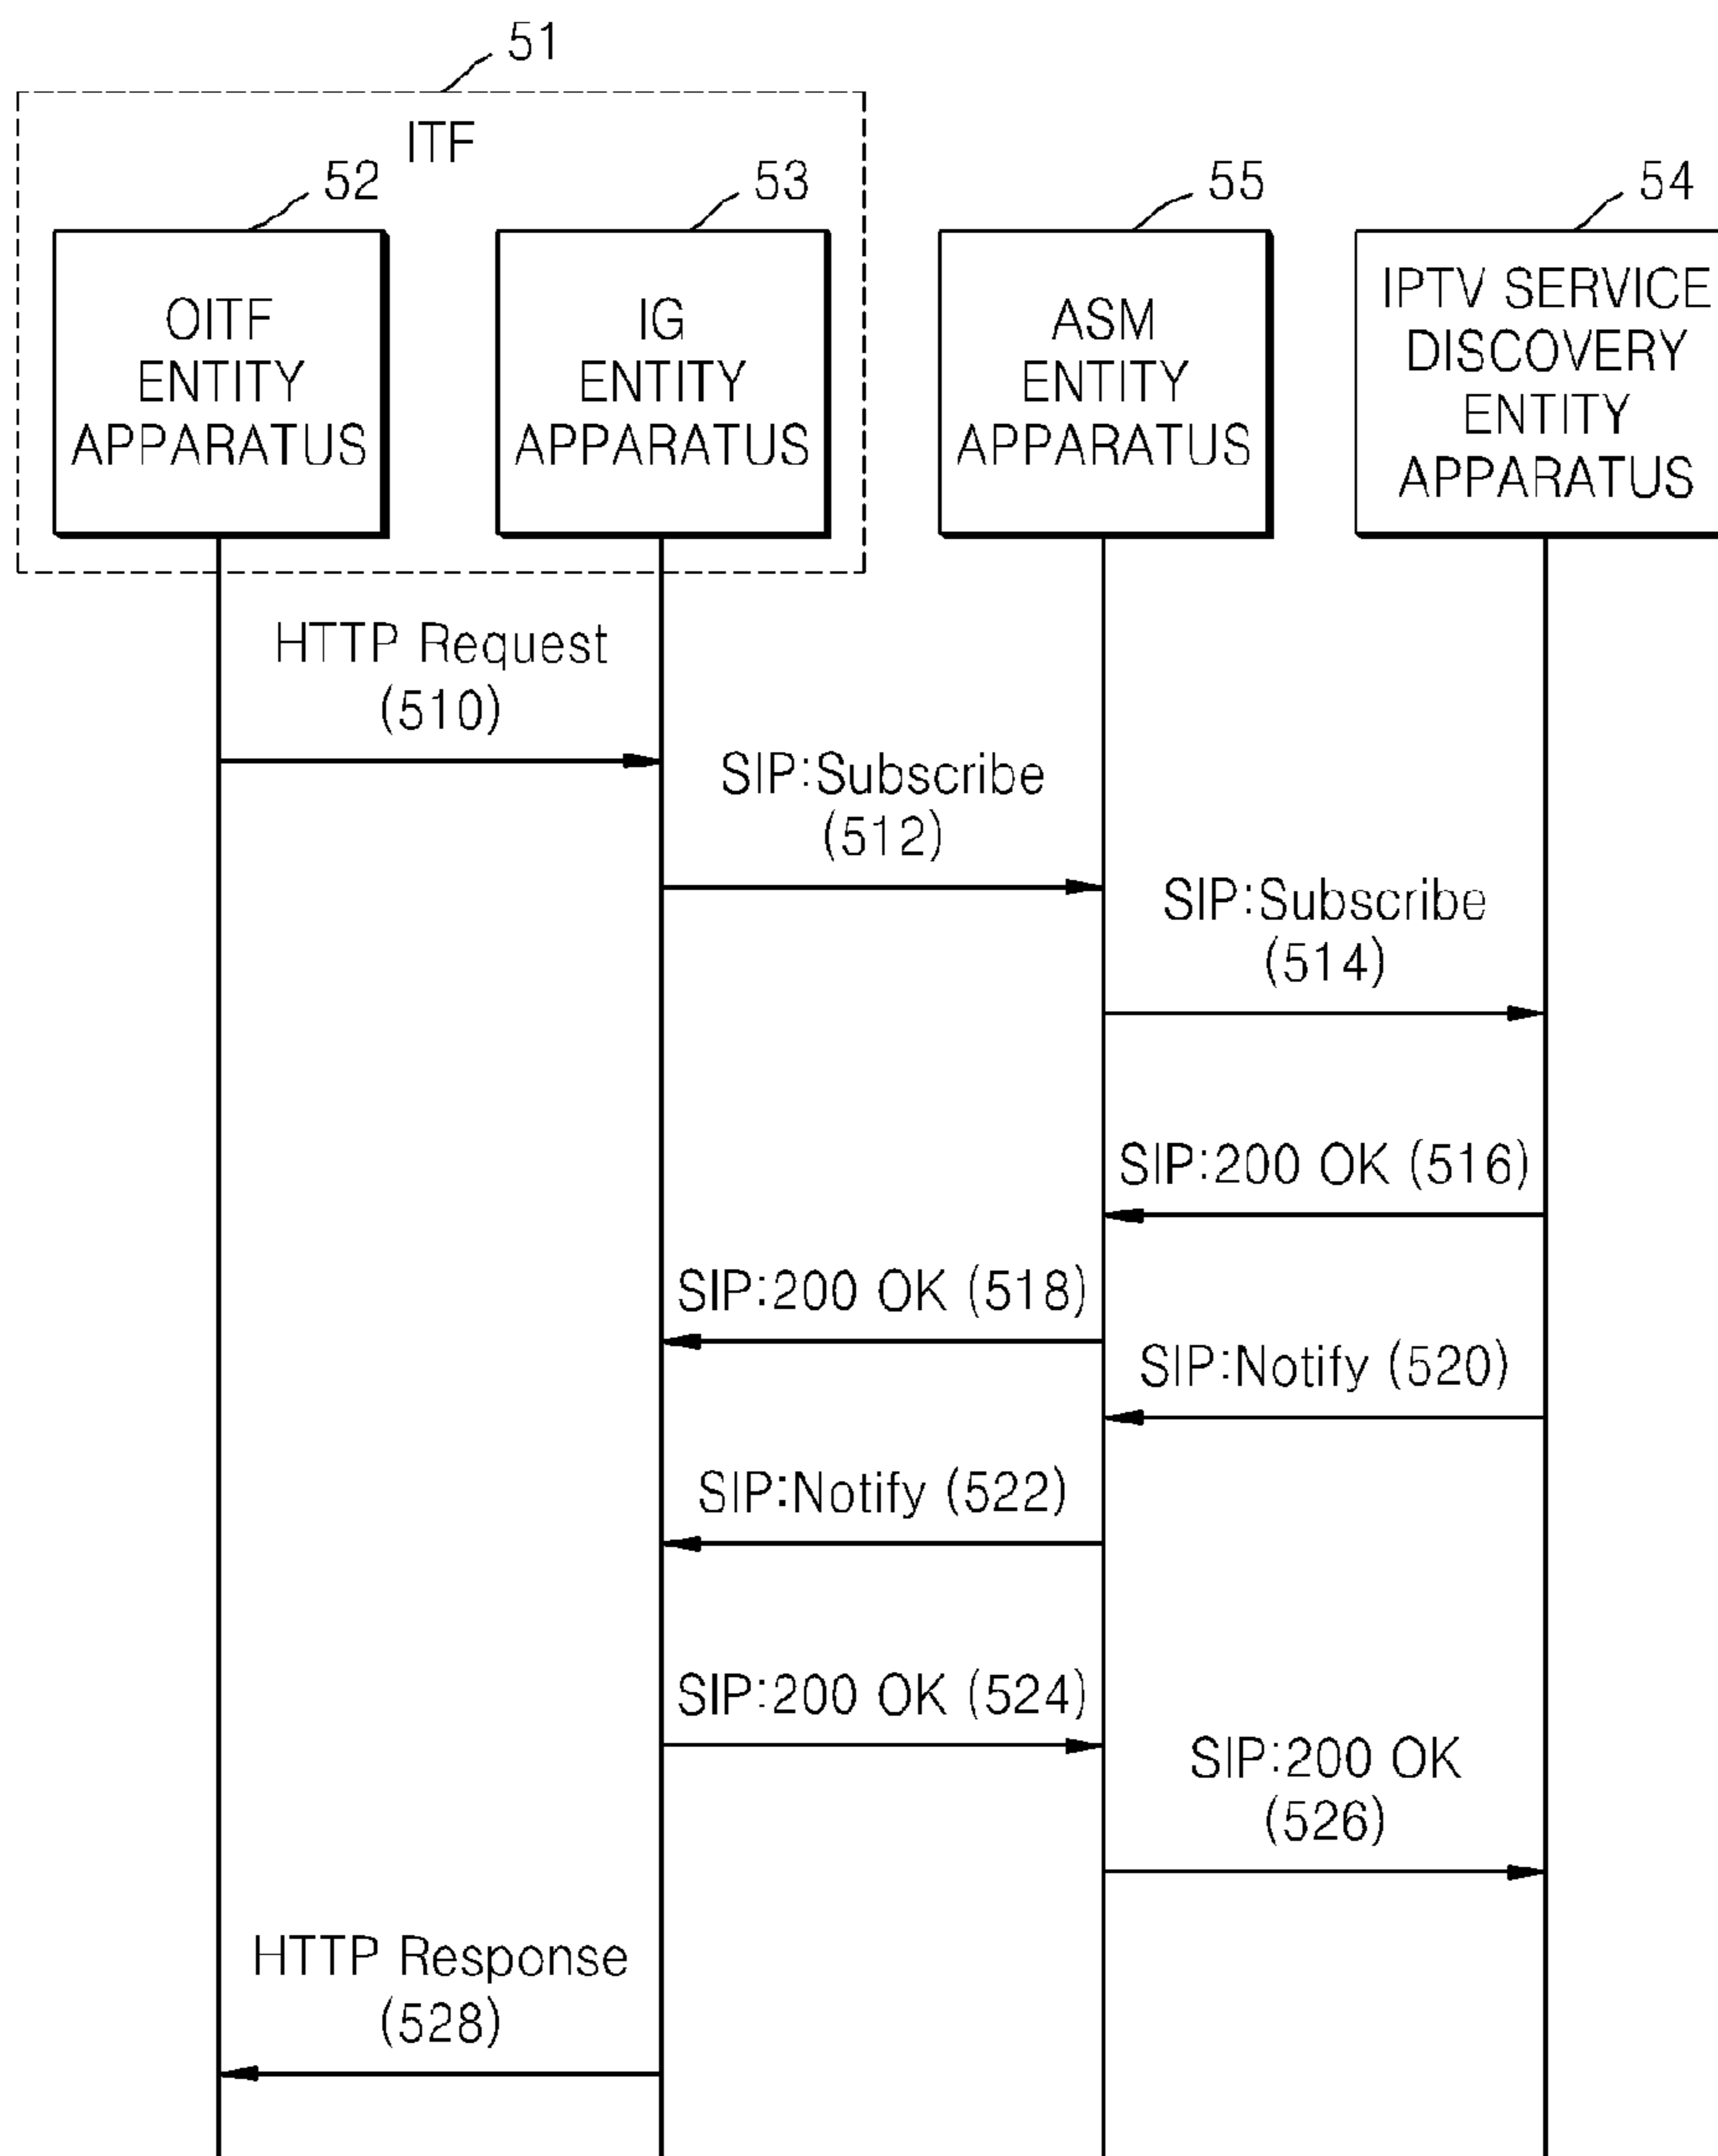 51
ITF
52
53
55
54
OITF
ENTITY
APPARATUS
IG
ENTITY
APPARATUS
ASM
ENTITY
APPARATUS
IPTV SERVICE
DISCOVERY
ENTITY
APPARATUS
HTTP Request
(510)
SIP:Subscribe
(512)
SIP:Subscribe
(514)
SIP:200 OK (516)
SIP:200 OK (518)
SIP:Notify (520)
SIP:Notify (522)
SIP:200 OK (524)
SIP:200 OK
(526)
HTTP Response
(528)